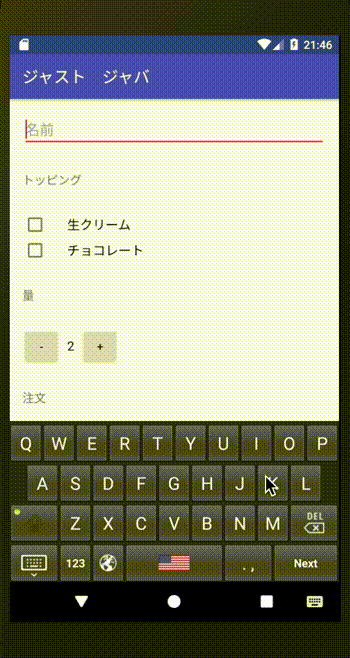 21:46
ジャスト ジャバ
名前
トッピング
生クリーム
チョコレート
量
- 2 +
注文
Q W E R T Y U I O P
A S D F G H J K L
Z X C V B N M DEL
123 . , Next